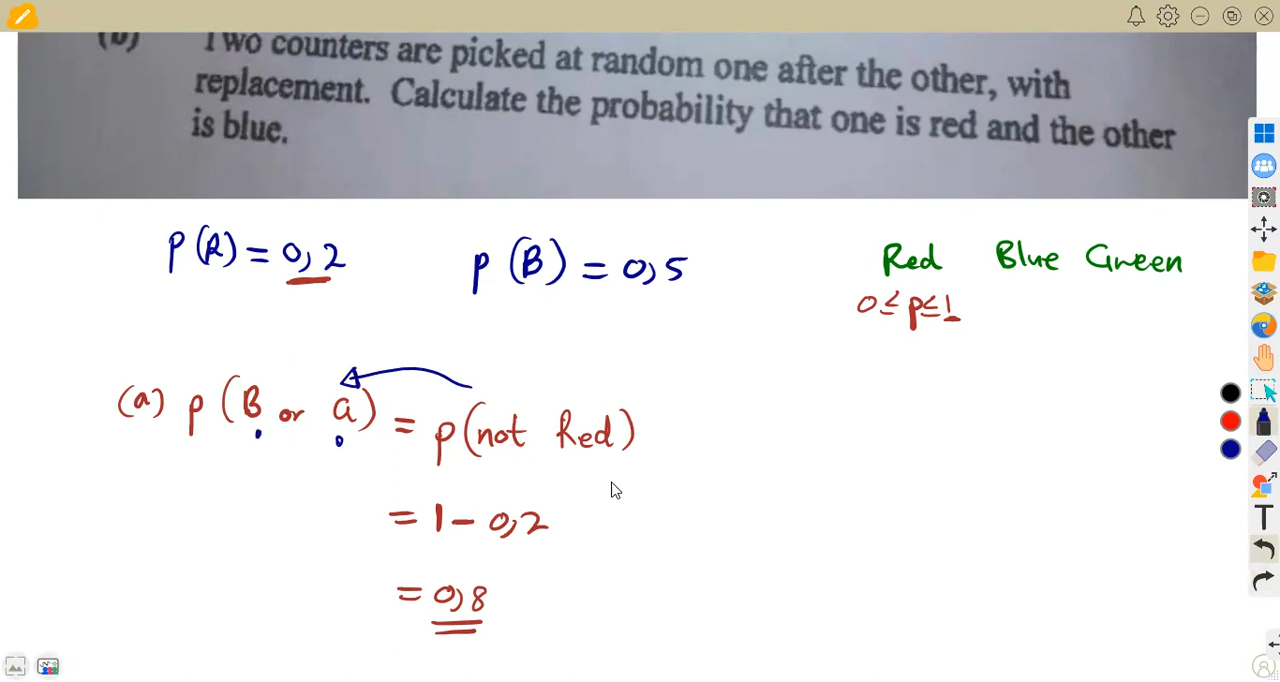 (b) Two counters are picked at random one after the other, with
replacement. Calculate the probability that one is red and the other
is blue.
P(R) = 0,2
P(B) = 0,5
Red Blue Green
0 ≤ p ≤ 1
(a) P(B or G) = P(not Red)
= 1 - 0,2
= 0,8
T